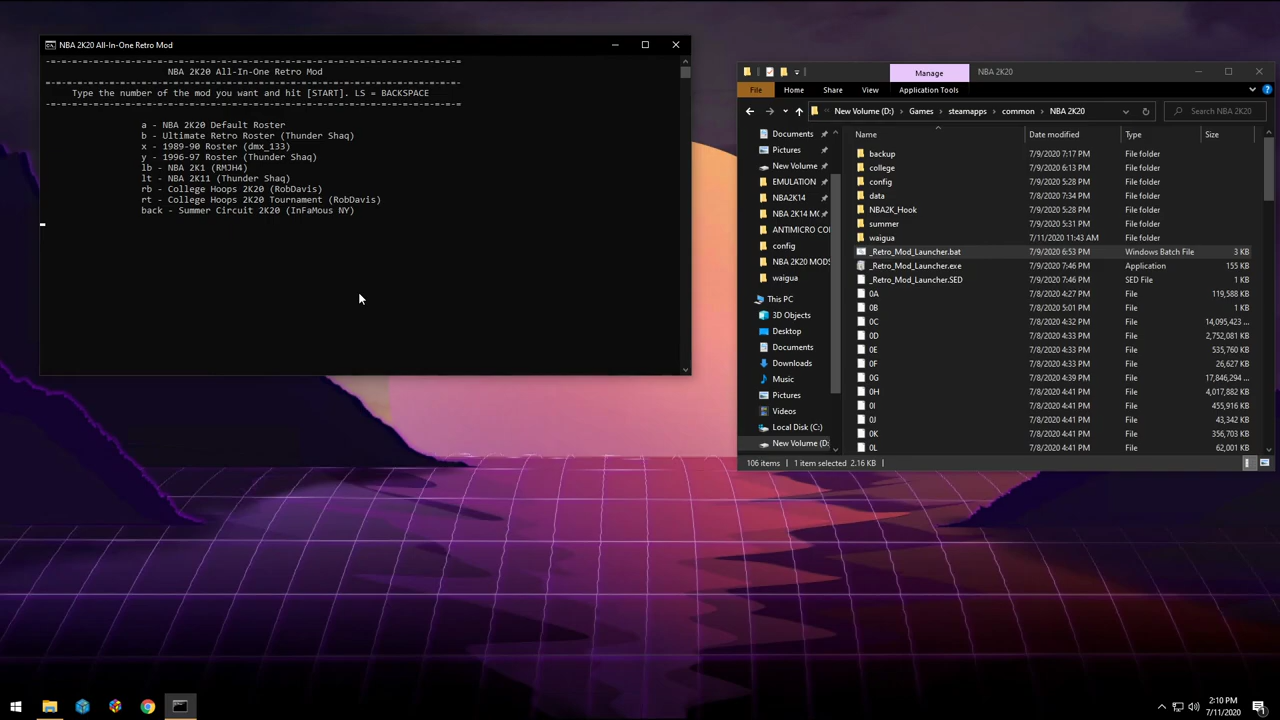 NBA 2K20 All-In-One Retro Mod
-=-=-=-=-=-=-=-=-=-=-=-=-=-=-=-=-=-=-=-=-=-=-=-=-=-=-=-=-=-=-=-=-=-=-=-=-=-=-
NBA 2K20 All-In-One Retro Mod
-=-=-=-=-=-=-=-=-=-=-=-=-=-=-=-=-=-=-=-=-=-=-=-=-=-=-=-=-=-=-=-=-=-=-=-=-=-=-
Type the number of the mod you want and hit [START]. LS = BACKSPACE
-=-=-=-=-=-=-=-=-=-=-=-=-=-=-=-=-=-=-=-=-=-=-=-=-=-=-=-=-=-=-=-=-=-=-=-=-=-=-
a - NBA 2K20 Default Roster
b - Ultimate Retro Roster (Thunder Shaq)
x - 1989-90 Roster (dmx_133)
y - 1996-97 Roster (Thunder Shaq)
lb - NBA 2K1 (RMJH4)
lt - NBA 2K11 (Thunder Shaq)
rb - College Hoops 2K20 (RobDavis)
rt - College Hoops 2K20 Tournament (RobDavis)
back - Summer Circuit 2K20 (InFaMous NY)
Manage NBA 2K20
File Home Share View Application Tools
New Volume (D:) › Games › steamapps › common › NBA 2K20 Search NBA 2K20
Documents
Pictures
New Volume
EMULATION
NBA2K14
NBA 2K14 MO
ANTIMICRO CO
config
NBA 2K20 MODS
waigua
This PC
3D Objects
Desktop
Documents
Downloads
Music
Pictures
Videos
Local Disk (C:)
New Volume (D:
Name Date modified Type Size
backup 7/9/2020 7:17 PM File folder
college 7/9/2020 6:13 PM File folder
config 7/9/2020 5:28 PM File folder
data 7/9/2020 5:31 PM File folder
NBA2K_Hook 7/9/2020 5:28 PM File folder
summer 7/9/2020 5:31 PM File folder
waigua 7/11/2020 11:43 AM File folder
_Retro_Mod_Launcher.bat 7/9/2020 6:53 PM Windows Batch File 3 KB
_Retro_Mod_Launcher.exe 7/9/2020 7:46 PM Application 155 KB
_Retro_Mod_Launcher.SED 7/9/2020 7:46 PM SED File 1 KB
0A 7/8/2020 4:27 PM File 119,588 KB
0B 7/8/2020 5:01 PM File 1 KB
0C 7/8/2020 4:32 PM File 14,095,423 ...
0D 7/8/2020 4:33 PM File 2,752,081 KB
0E 7/8/2020 4:33 PM File 535,760 KB
0F 7/8/2020 4:33 PM File 26,627 KB
0G 7/8/2020 4:39 PM File 17,846,294 ...
0H 7/8/2020 4:41 PM File 4,017,882 KB
0I 7/8/2020 4:41 PM File 455,916 KB
0J 7/8/2020 4:41 PM File 43,342 KB
0K 7/8/2020 4:41 PM File 356,703 KB
0L 7/8/2020 4:41 PM File 62,001 KB
106 items 1 item selected 2.16 KB
2:10 PM
7/11/2020
1